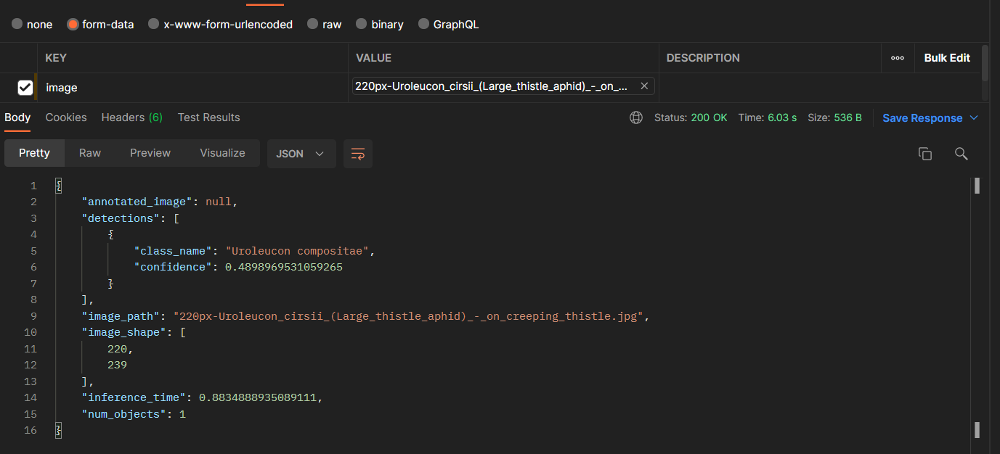 none form-data x-www-form-urlencoded raw binary GraphQL
KEY VALUE DESCRIPTION ooo Bulk Edit
image 220px-Uroleucon_cirsii_(Large_thistle_aphid)_-_on_...
Body Cookies Headers (6) Test Results Status: 200 OK Time: 6.03 s Size: 536 B Save Response
Pretty Raw Preview Visualize JSON
1 {
2 "annotated_image": null,
3 "detections": [
4 {
5 "class_name": "Uroleucon compositae",
6 "confidence": 0.4898969531059265
7 }
8 ],
9 "image_path": "220px-Uroleucon_cirsii_(Large_thistle_aphid)_-_on_creeping_thistle.jpg",
10 "image_shape": [
11 220,
12 239
13 ],
14 "inference_time": 0.8834888935089111,
15 "num_objects": 1
16 }